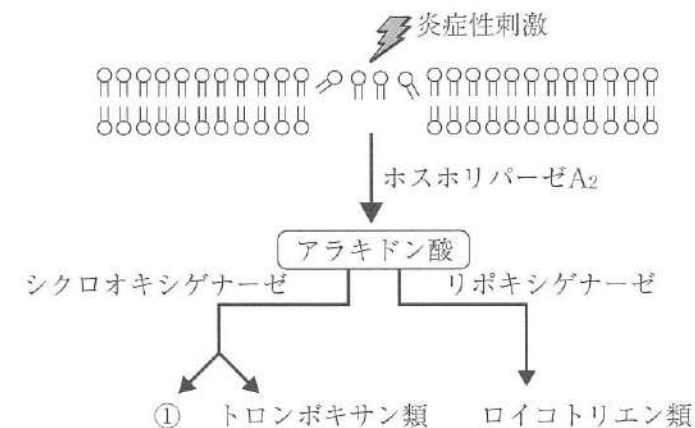 炎症性刺激
ホスホリパーゼA2
アラキドン酸
シクロオキシゲナーゼ
リポキシゲナーゼ
① トロンボキサン類 ロイコトリエン類